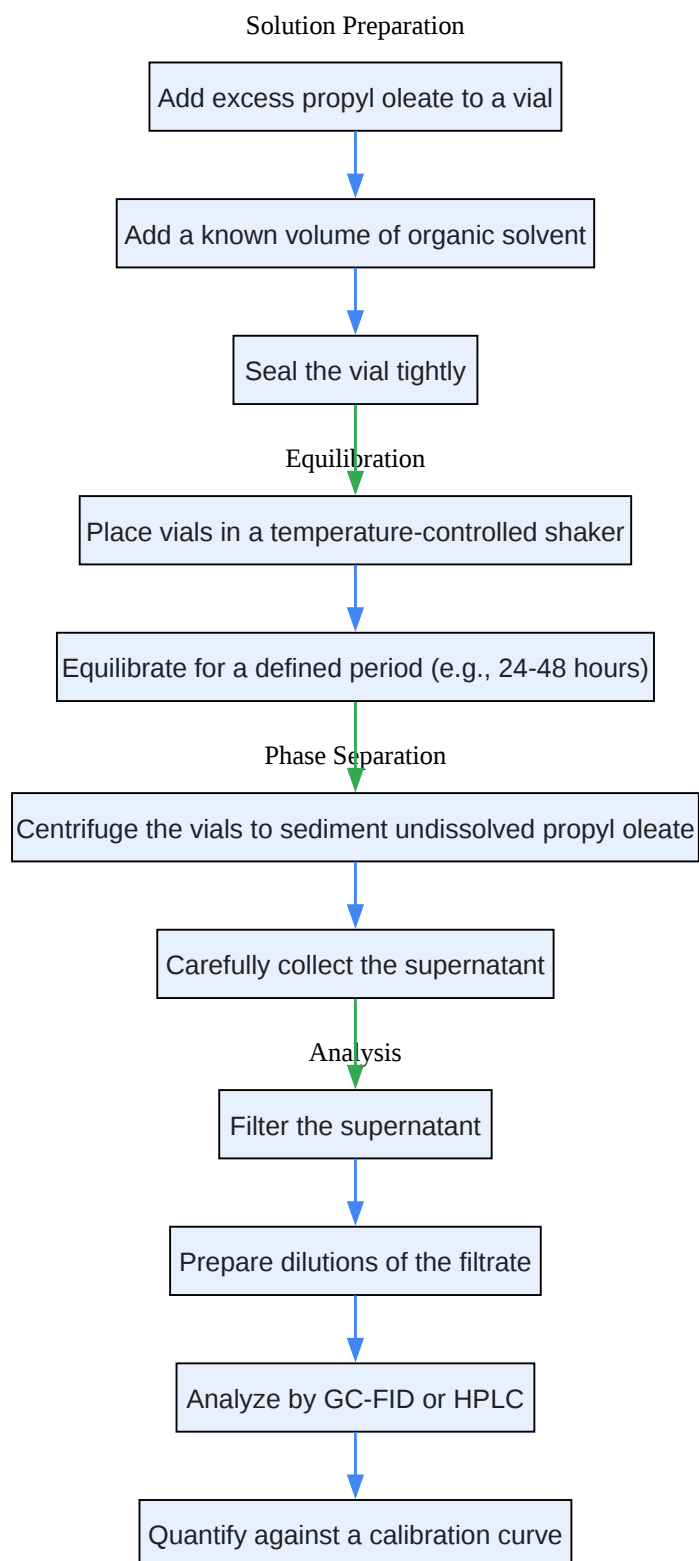 Solution Preparation
Add excess propyl oleate to a vial
Add a known volume of organic solvent
Seal the vial tightly
Equilibration
Place vials in a temperature-controlled shaker
Equilibrate for a defined period (e.g., 24-48 hours)
Phase Separation
Centrifuge the vials to sediment undissolved propyl oleate
Carefully collect the supernatant
Analysis
Filter the supernatant
Prepare dilutions of the filtrate
Analyze by GC-FID or HPLC
Quantify against a calibration curve